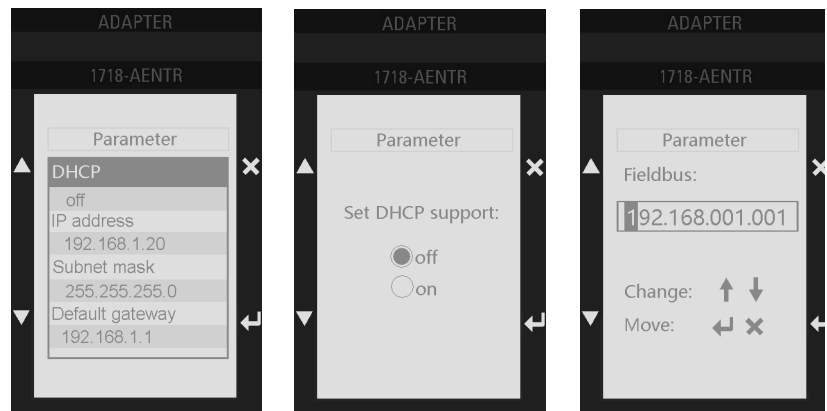 ADAPTER
1718-AENTR
Parameter
DHCP
off
IP address
192.168.1.20
Subnet mask
255.255.255.0
Default gateway
192.168.1.1
ADAPTER
1718-AENTR
Parameter
Set DHCP support:
off
on
ADAPTER
1718-AENTR
Parameter
Fieldbus:
192.168.001.001
Change:
Move: